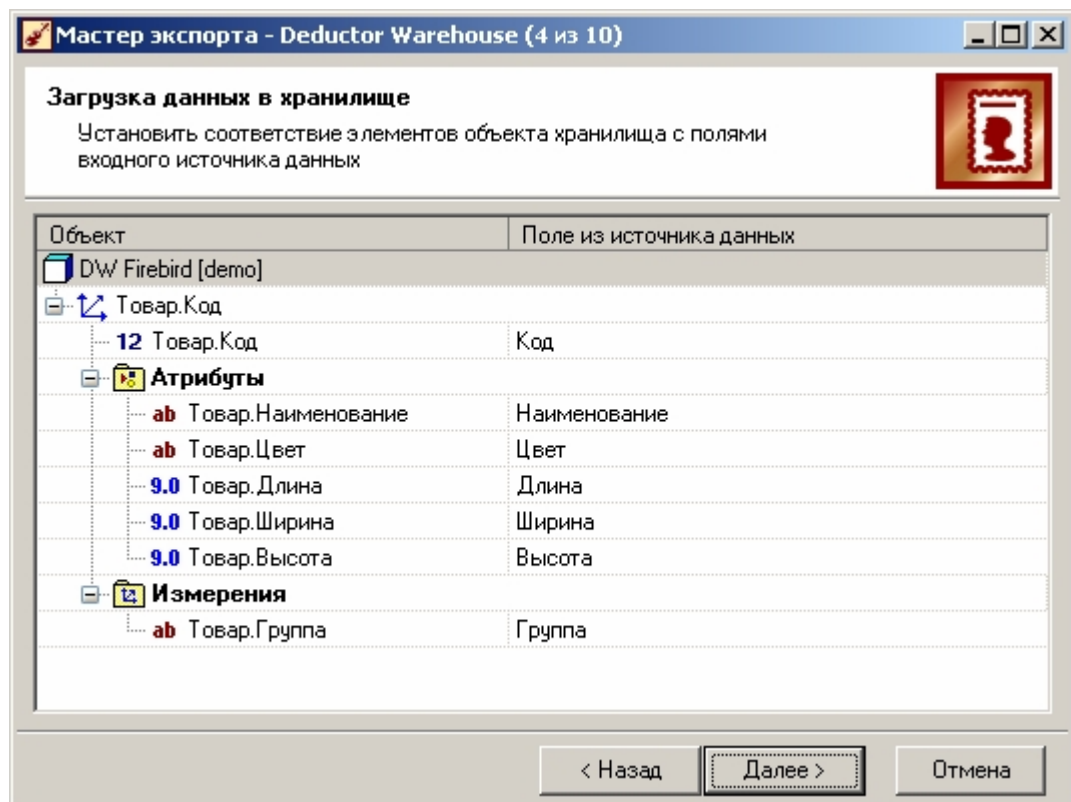 Мастер экспорта - Deductor Warehouse (4 из 10)
Загрузка данных в хранилище
Установить соответствие элементов объекта хранилища с полями
входного источника данных
Объект Поле из источника данных
DW Firebird [demo]
Товар.Код
12 Товар.Код Код
Атрибуты
ab Товар.Наименование Наименование
ab Товар.Цвет Цвет
9.0 Товар.Длина Длина
9.0 Товар.Ширина Ширина
9.0 Товар.Высота Высота
Измерения
ab Товар.Группа Группа
< Назад Далее > Отмена